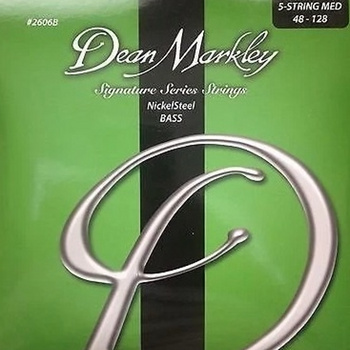 #2606B
5-STRING MED
48 - 128
Dean Markley
Signature Series Strings
NickelSteel
BASS